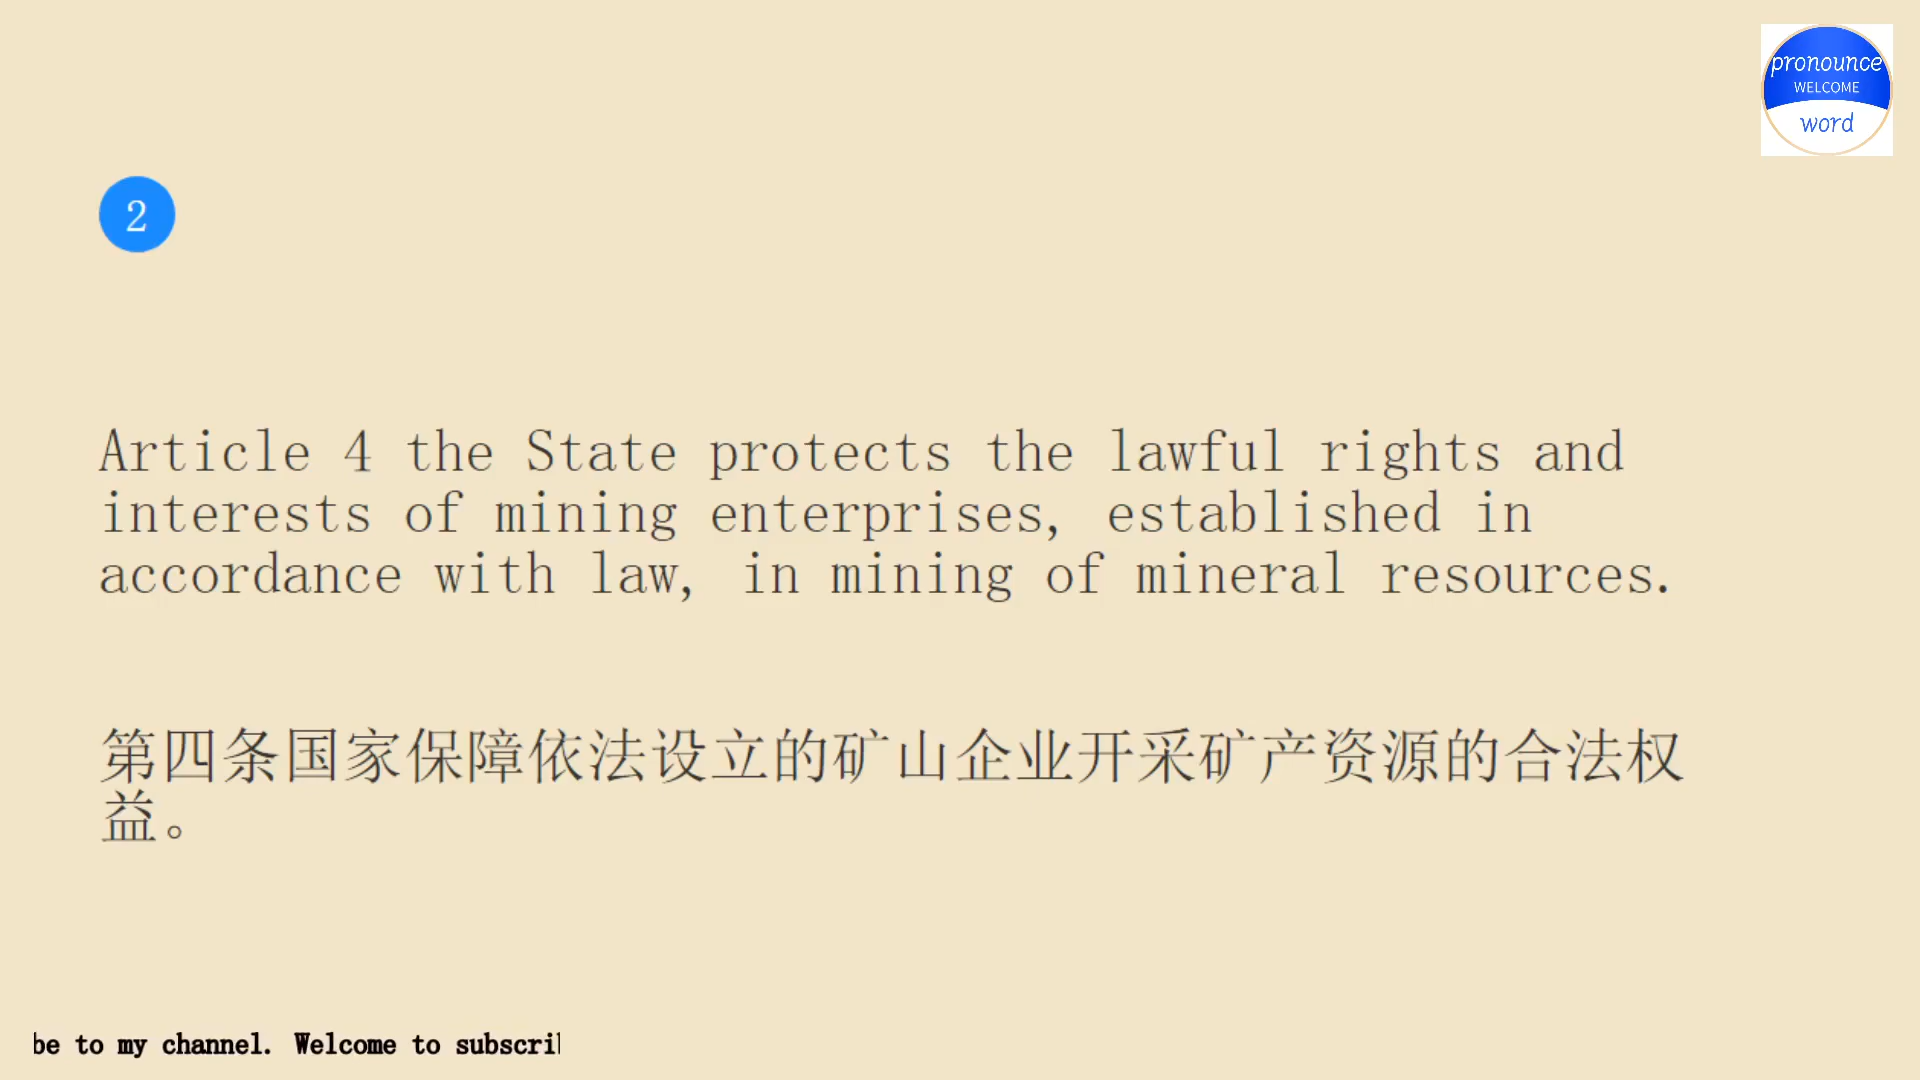 pronounce
WELCOME
word
2
Article 4 the State protects the lawful rights and
interests of mining enterprises, established in
accordance with law, in mining of mineral resources.
第四条国家保障依法设立的矿山企业开采矿产资源的合法权
益。
be to my channel. Welcome to subscri